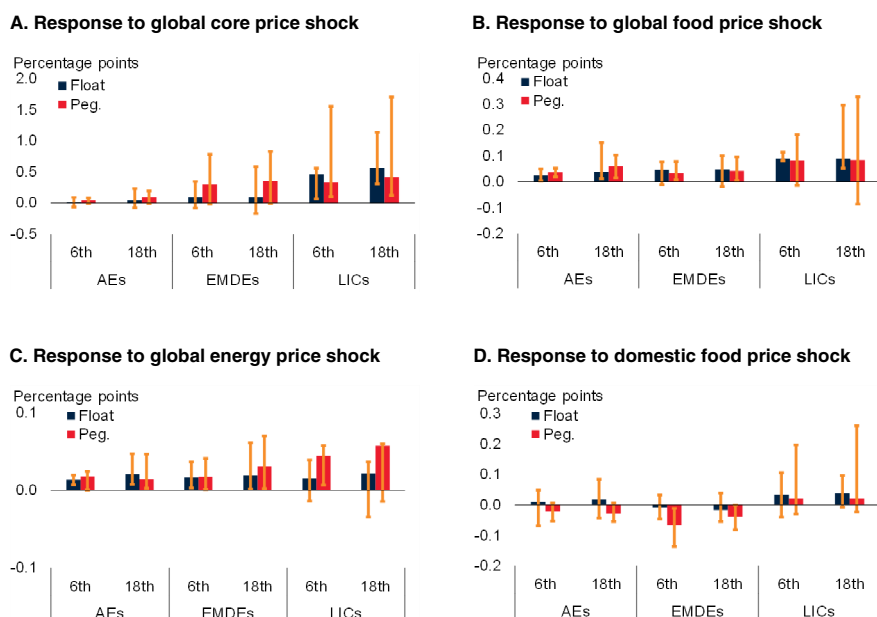 A. Response to global core price shock
Percentage points
2.0
Float
Peg.
1.5
1.0
0.5
0.0
-0.5
6th 18th 6th 18th 6th 18th
AEs EMDEs LICs
B. Response to global food price shock
Percentage points
0.4
Float
Peg.
0.3
0.2
0.1
0.0
-0.1
-0.2
6th 18th 6th 18th 6th 18th
AEs EMDEs LICs
C. Response to global energy price shock
Percentage points
0.1
Float
Peg.
0.0
-0.1
6th 18th 6th 18th 6th 18th
AEs EMDEs LICs
D. Response to domestic food price shock
Percentage points
0.3
Float
Peg.
0.2
0.1
0.0
-0.1
-0.2
6th 18th 6th 18th 6th 18th
AEs EMDEs LICs